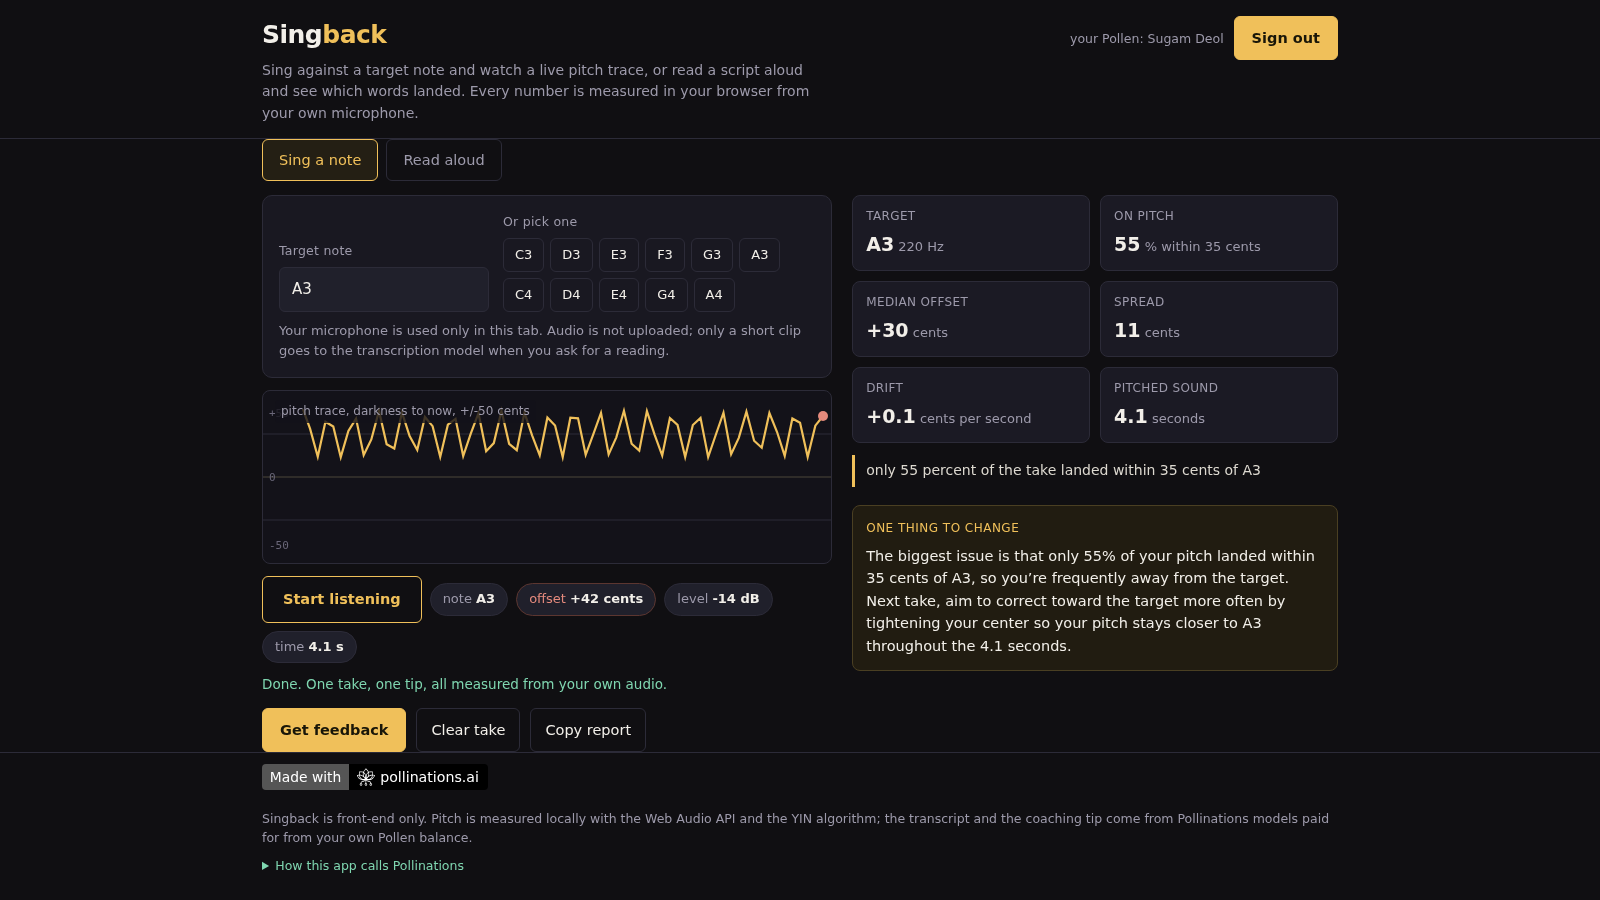 Singback
your Pollen: Sugam Deol
Sign out
Sing against a target note and watch a live pitch trace, or read a script aloud
and see which words landed. Every number is measured in your browser from
your own microphone.
Sing a note
Read aloud
Target note
A3
Or pick one
C3 D3 E3 F3 G3 A3
C4 D4 E4 G4 A4
Your microphone is used only in this tab. Audio is not uploaded; only a short clip
goes to the transcription model when you ask for a reading.
pitch trace, darkness to now, +/-50 cents
0
-50
Start listening
note A3
offset +42 cents
level -14 dB
time 4.1 s
Done. One take, one tip, all measured from your own audio.
Get feedback
Clear take
Copy report
TARGET
A3 220 Hz
ON PITCH
55 % within 35 cents
MEDIAN OFFSET
+30 cents
SPREAD
11 cents
DRIFT
+0.1 cents per second
PITCHED SOUND
4.1 seconds
only 55 percent of the take landed within 35 cents of A3
ONE THING TO CHANGE
The biggest issue is that only 55% of your pitch landed within
35 cents of A3, so you’re frequently away from the target.
Next take, aim to correct toward the target more often by
tightening your center so your pitch stays closer to A3
throughout the 4.1 seconds.
Made with pollinations.ai
Singback is front-end only. Pitch is measured locally with the Web Audio API and the YIN algorithm; the transcript and the coaching tip come from Pollinations models paid
for from your own Pollen balance.
How this app calls Pollinations